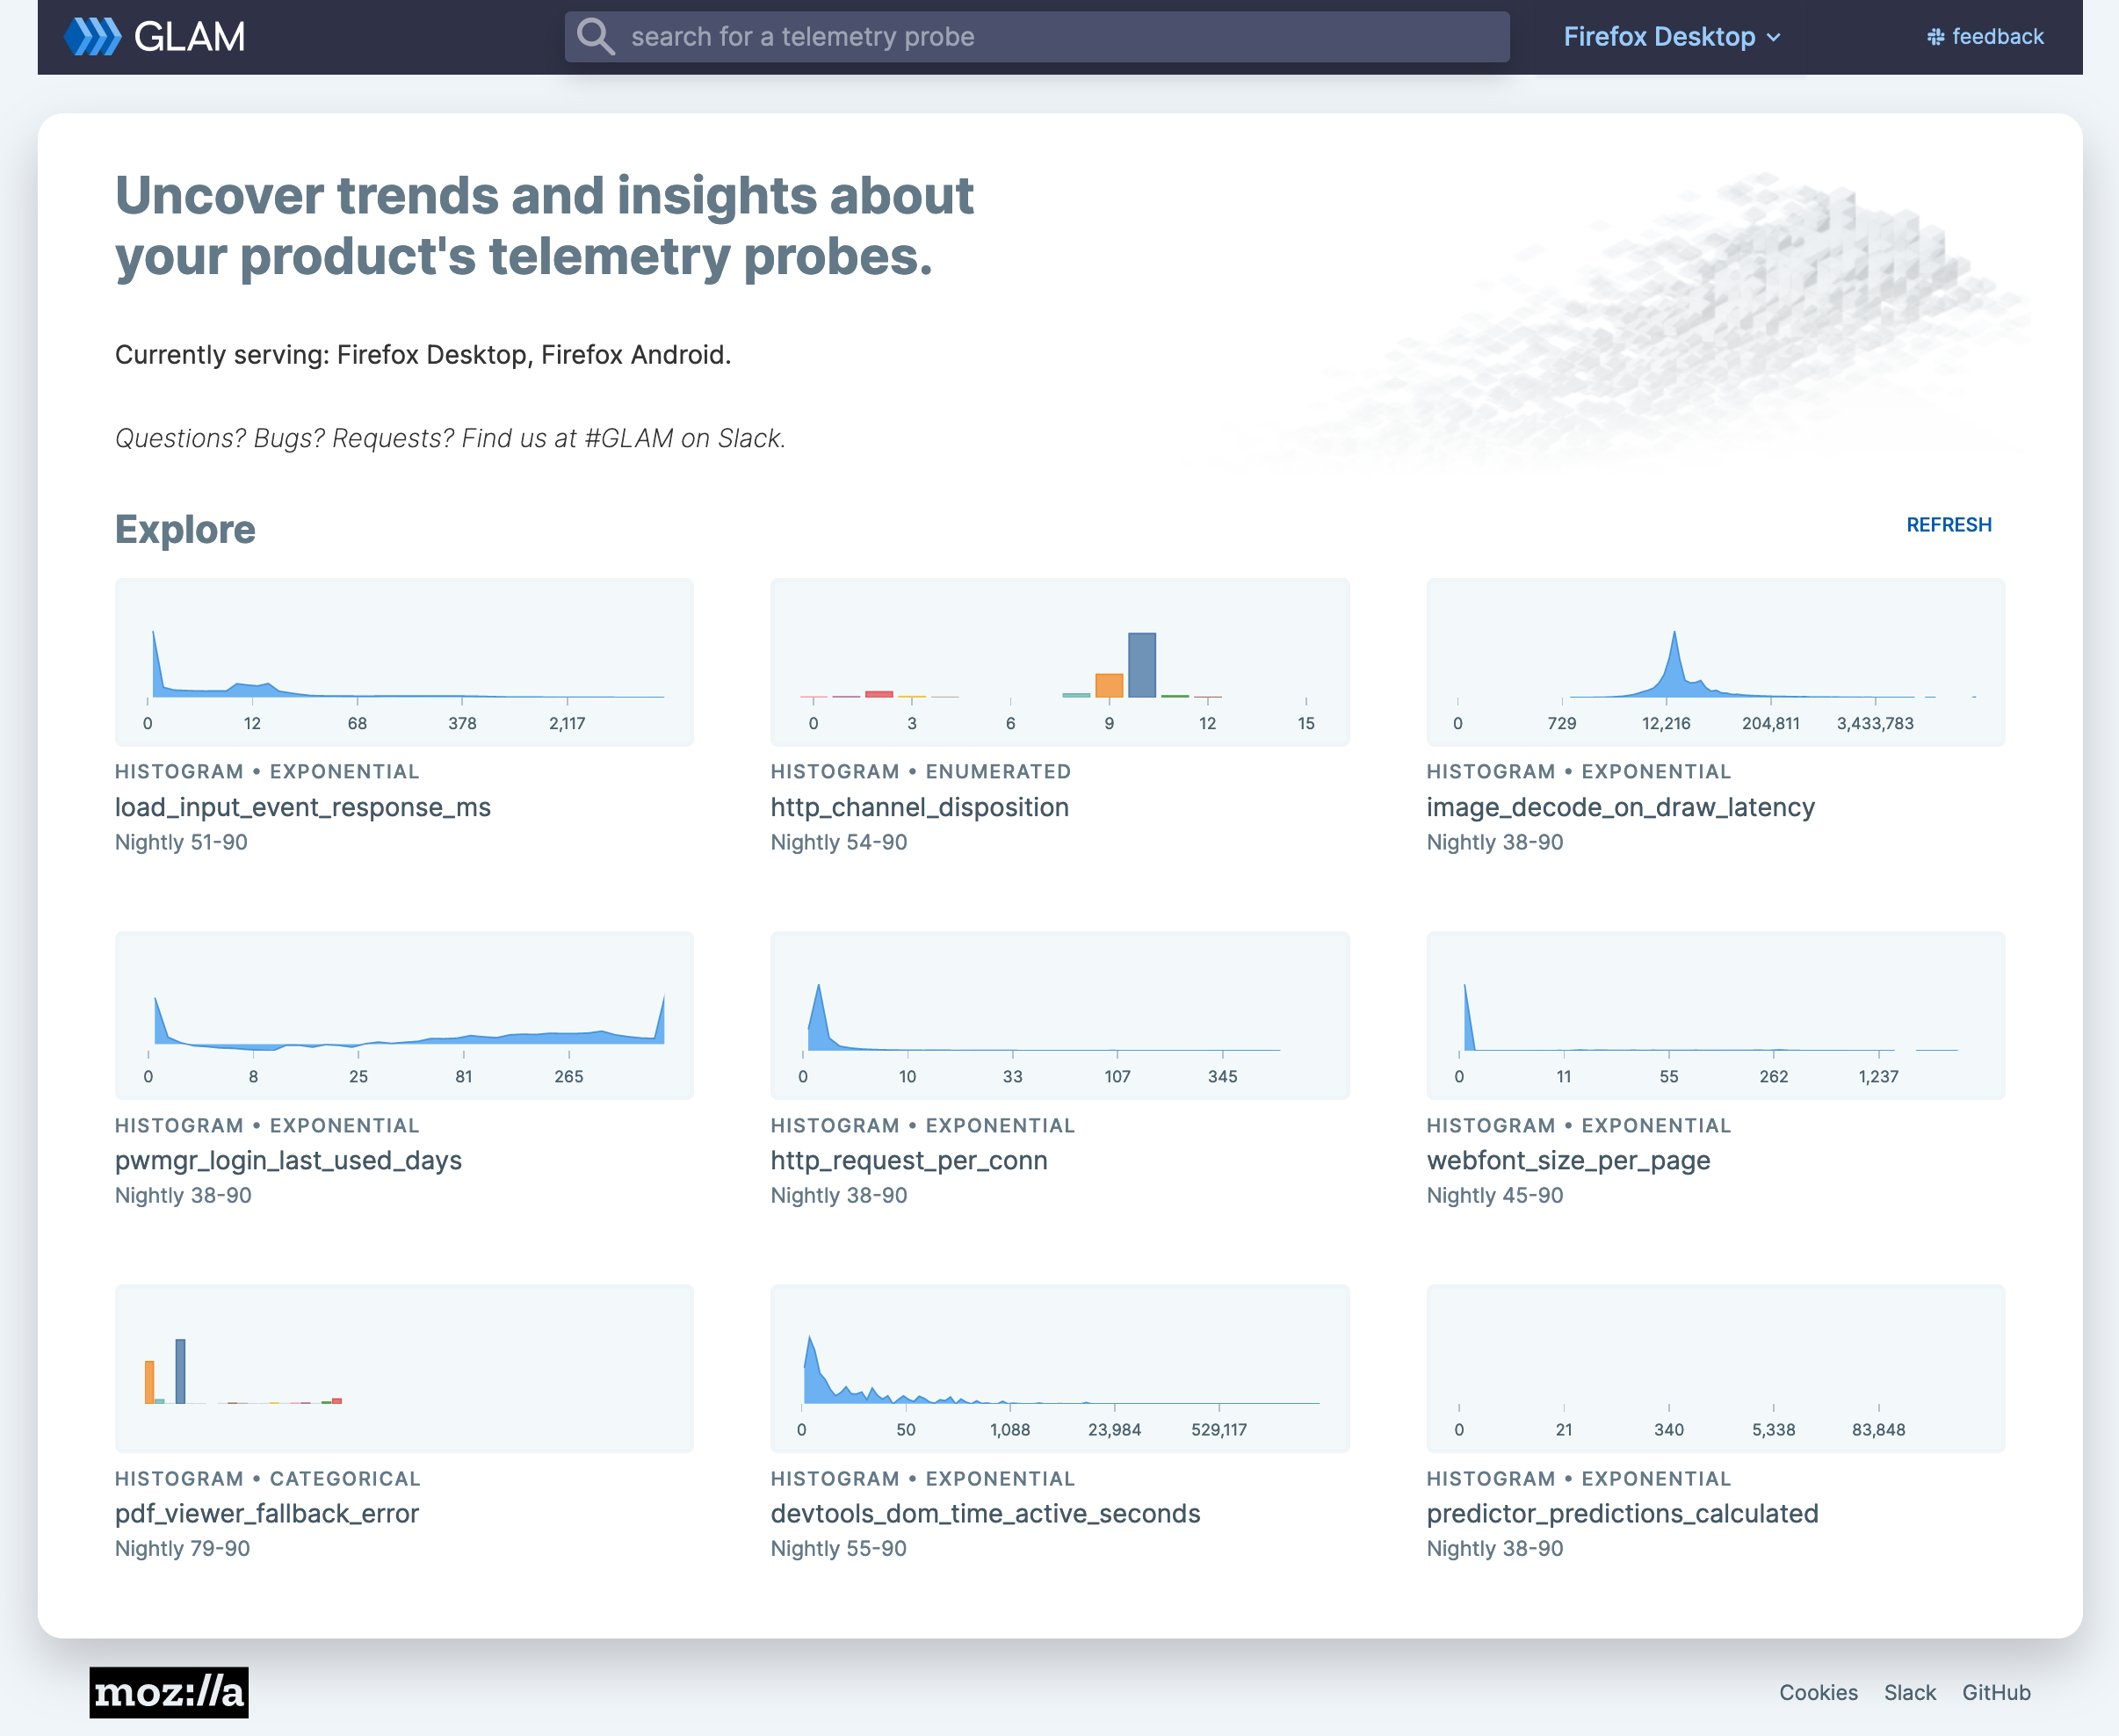 GLAM
search for a telemetry probe
Firefox Desktop
feedback
Uncover trends and insights about
your product's telemetry probes.
Currently serving: Firefox Desktop, Firefox Android.
Questions? Bugs? Requests? Find us at #GLAM on Slack.
Explore
REFRESH
0 12 68 378 2,117
HISTOGRAM • EXPONENTIAL
load_input_event_response_ms
Nightly 51-90
0 3 6 9 12 15
HISTOGRAM • ENUMERATED
http_channel_disposition
Nightly 54-90
0 729 12,216 204,811 3,433,783
HISTOGRAM • EXPONENTIAL
image_decode_on_draw_latency
Nightly 38-90
0 8 25 81 265
HISTOGRAM • EXPONENTIAL
pwmgr_login_last_used_days
Nightly 38-90
0 10 33 107 345
HISTOGRAM • EXPONENTIAL
http_request_per_conn
Nightly 38-90
0 11 55 262 1,237
HISTOGRAM • EXPONENTIAL
webfont_size_per_page
Nightly 45-90
HISTOGRAM • CATEGORICAL
pdf_viewer_fallback_error
Nightly 79-90
0 50 1,088 23,984 529,117
HISTOGRAM • EXPONENTIAL
devtools_dom_time_active_seconds
Nightly 55-90
0 21 340 5,338 83,848
HISTOGRAM • EXPONENTIAL
predictor_predictions_calculated
Nightly 38-90
moz://a
Cookies Slack GitHub